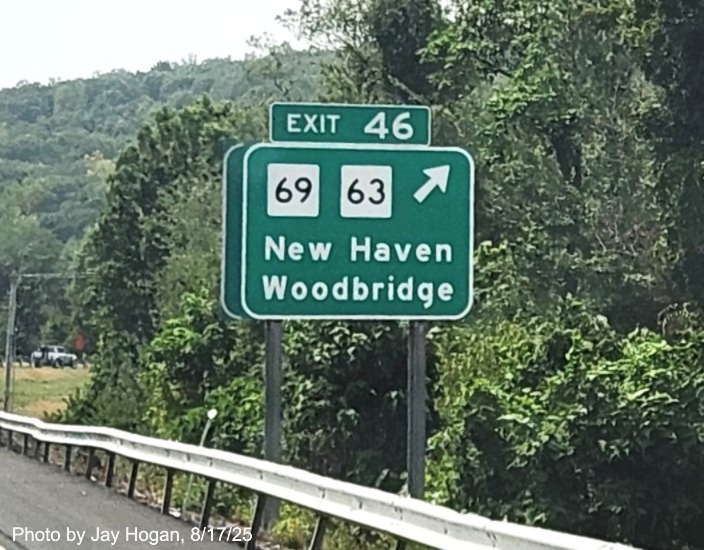 EXIT 46
69 63
New Haven
Woodbridge
Photo by Jay Hogan, 8/17/25